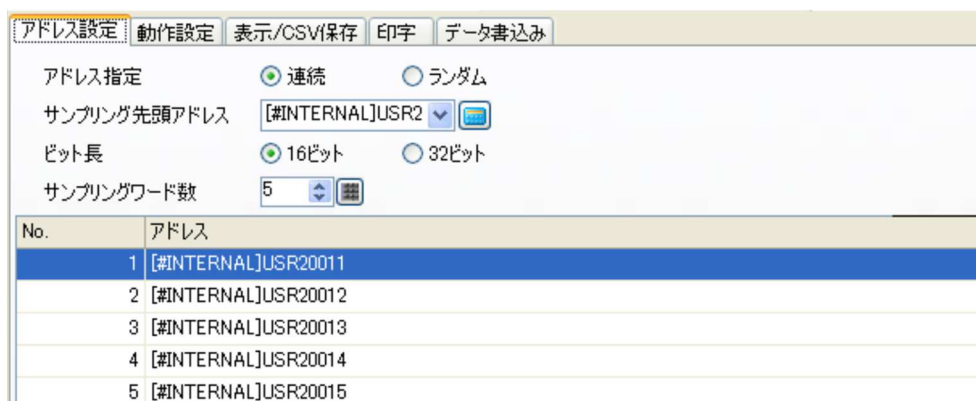 アドレス設定 動作設定 表示/CSV保存 印字 データ書込み
アドレス指定 連続 ランダム
サンプリング先頭アドレス [#INTERNAL]USR2
ビット長 16ビット 32ビット
サンプリングワード数 5
No. アドレス
1 [#INTERNAL]USR20011
2 [#INTERNAL]USR20012
3 [#INTERNAL]USR20013
4 [#INTERNAL]USR20014
5 [#INTERNAL]USR20015